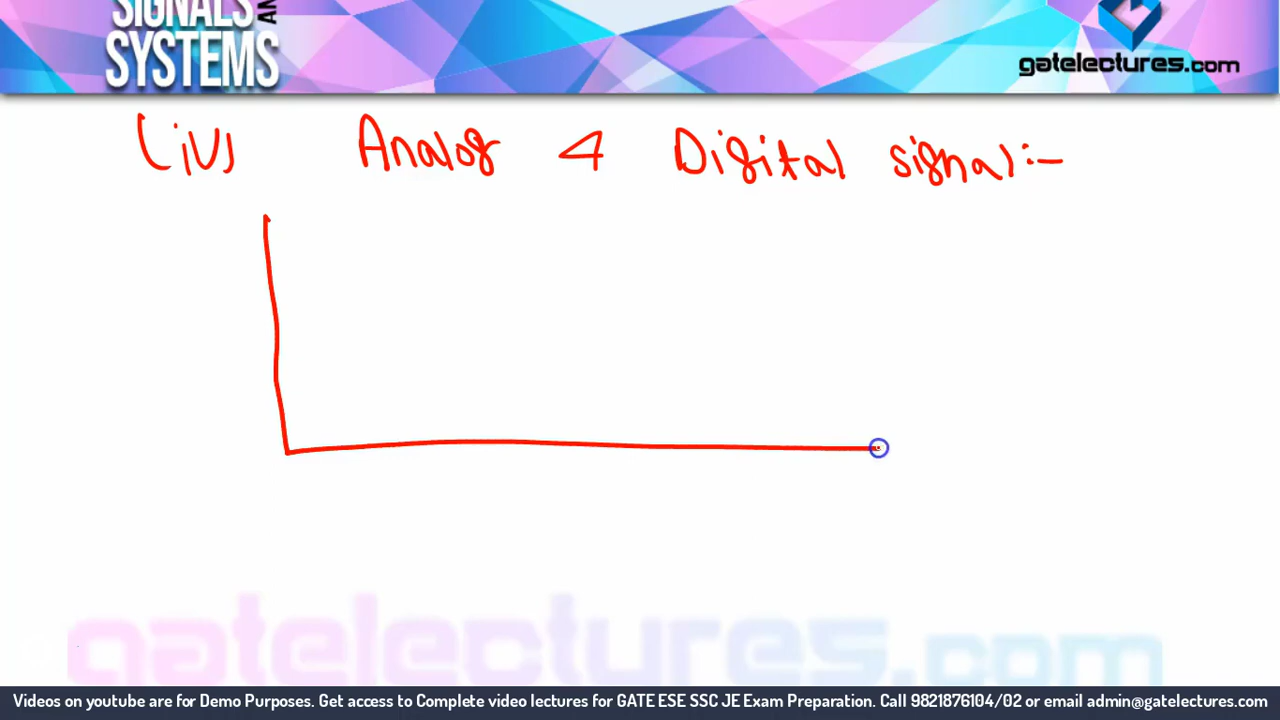 SIGNALS AND
SYSTEMS
gatelectures.com
(iv) Analog & Digital signal:-
gatelectures.com
Videos on youtube are for Demo Purposes. Get access to Complete video lectures for GATE ESE SSC JE Exam Preparation. Call 9821876104/02 or email admin@gatelectures.com